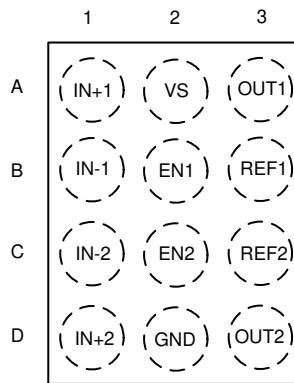 1 2 3
A IN+1 VS OUT1
B IN-1 EN1 REF1
C IN-2 EN2 REF2
D IN+2 GND OUT2